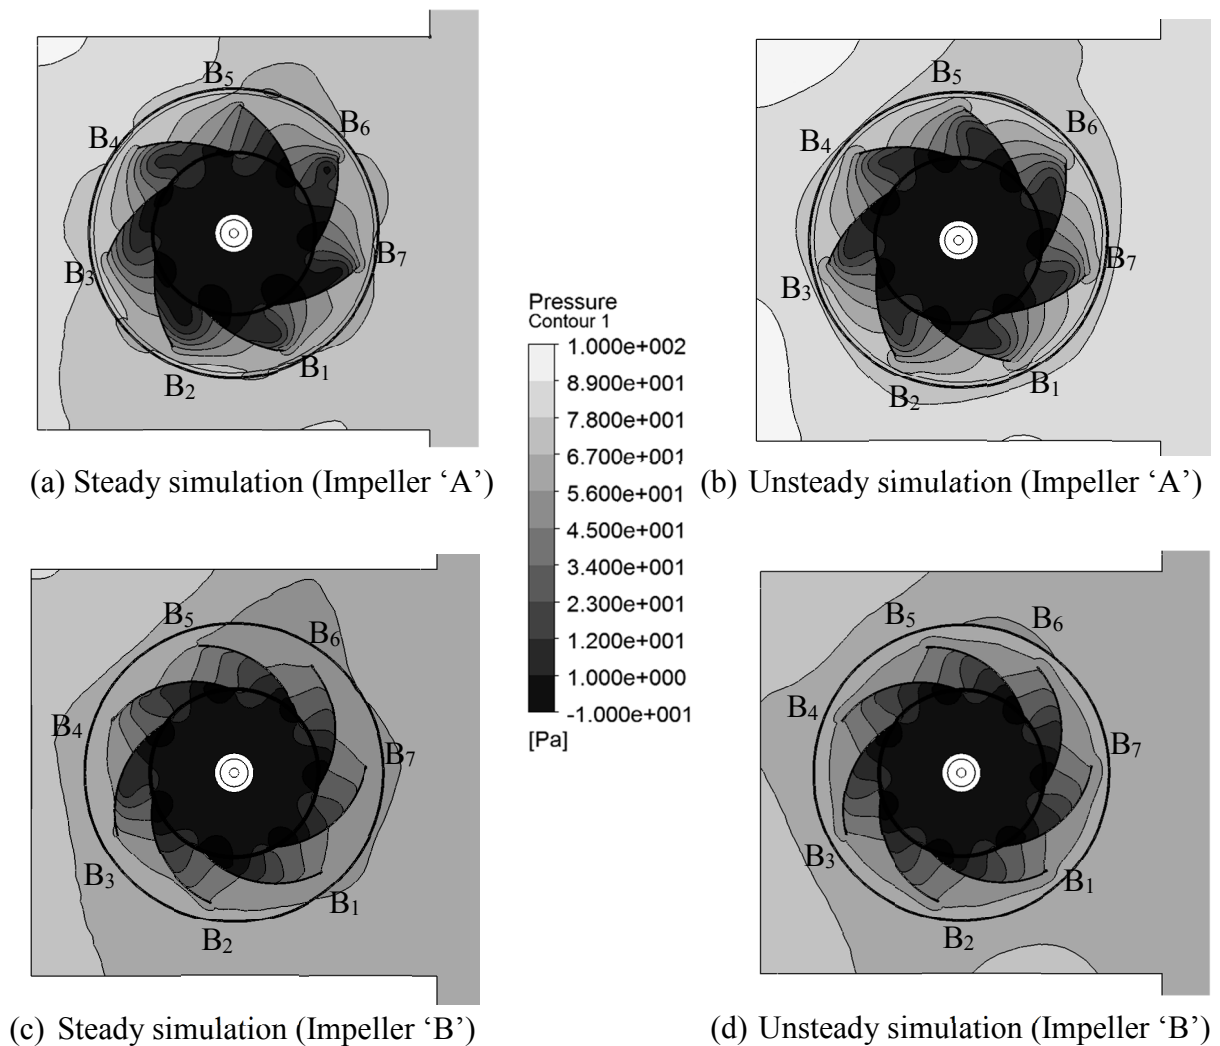 B₅
B₄
B₆
B₃
B₇
B₂
B₁
(a) Steady simulation (Impeller ‘A’)
B₅
B₆
B₄
B₇
B₃
B₂
B₁
(b) Unsteady simulation (Impeller ‘A’)
Pressure
Contour 1
1.000e+002
8.900e+001
7.800e+001
6.700e+001
5.600e+001
4.500e+001
3.400e+001
2.300e+001
1.200e+001
1.000e+000
-1.000e+001
[Pa]
B₅
B₆
B₄
B₇
B₃
B₁
B₂
(c) Steady simulation (Impeller ‘B’)
B₅
B₆
B₄
B₇
B₃
B₁
B₂
(d) Unsteady simulation (Impeller ‘B’)